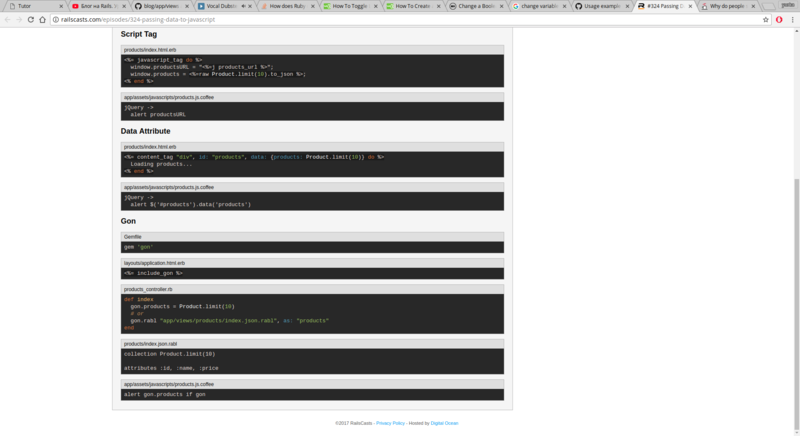 Tutor
Блог на Rails.
blog/app/views
Vocal Dubste
How does Ruby
How To Toggle
How To Create
Change a Bootst
change variable
Usage example
#324 Passing D
Why do people
railscasts.com/episodes/324-passing-data-to-javascript
Script Tag
products/index.html.erb
<%= javascript_tag do %>
window.productsURL = "<%=j products_url %>";
window.products = <%=raw Product.limit(10).to_json %>;
<% end %>
app/assets/javascripts/products.js.coffee
jQuery ->
alert productsURL
Data Attribute
products/index.html.erb
<%= content_tag "div", id: "products", data: {products: Product.limit(10)} do %>
Loading products...
<% end %>
app/assets/javascripts/products.js.coffee
jQuery ->
alert $('#products').data('products')
Gon
Gemfile
gem 'gon'
layouts/application.html.erb
<%= include_gon %>
products_controller.rb
def index
gon.products = Product.limit(10)
# or
gon.rabl "app/views/products/index.json.rabl", as: "products"
end
products/index.json.rabl
collection Product.limit(10)
attributes :id, :name, :price
app/assets/javascripts/products.js.coffee
alert gon.products if gon
©2017 RailsCasts - Privacy Policy - Hosted by Digital Ocean